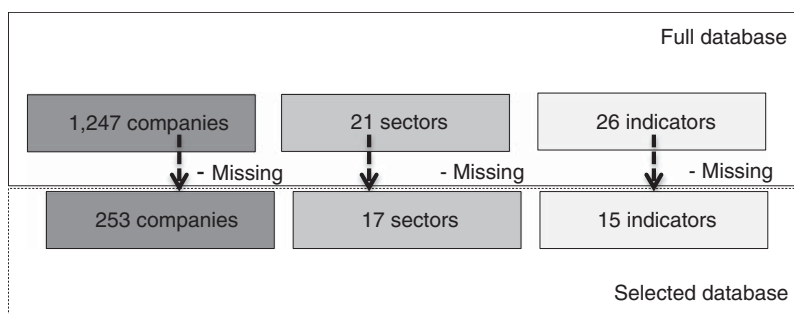 Full database
1,247 companies 21 sectors 26 indicators
- Missing - Missing - Missing
253 companies 17 sectors 15 indicators
Selected database